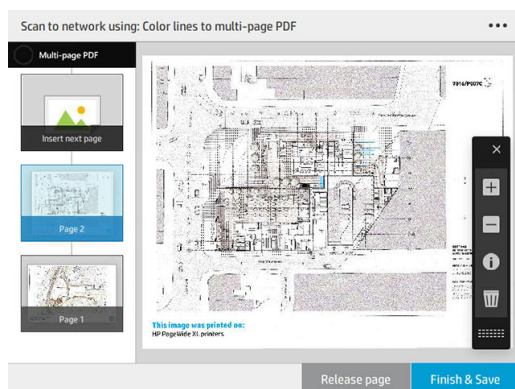 Scan to network using: Color lines to multi-page PDF
Multi-page PDF
Insert next page
Page 2
Page 1
This image was printed on:
HP PageWide XL printers
Release page
Finish & Save